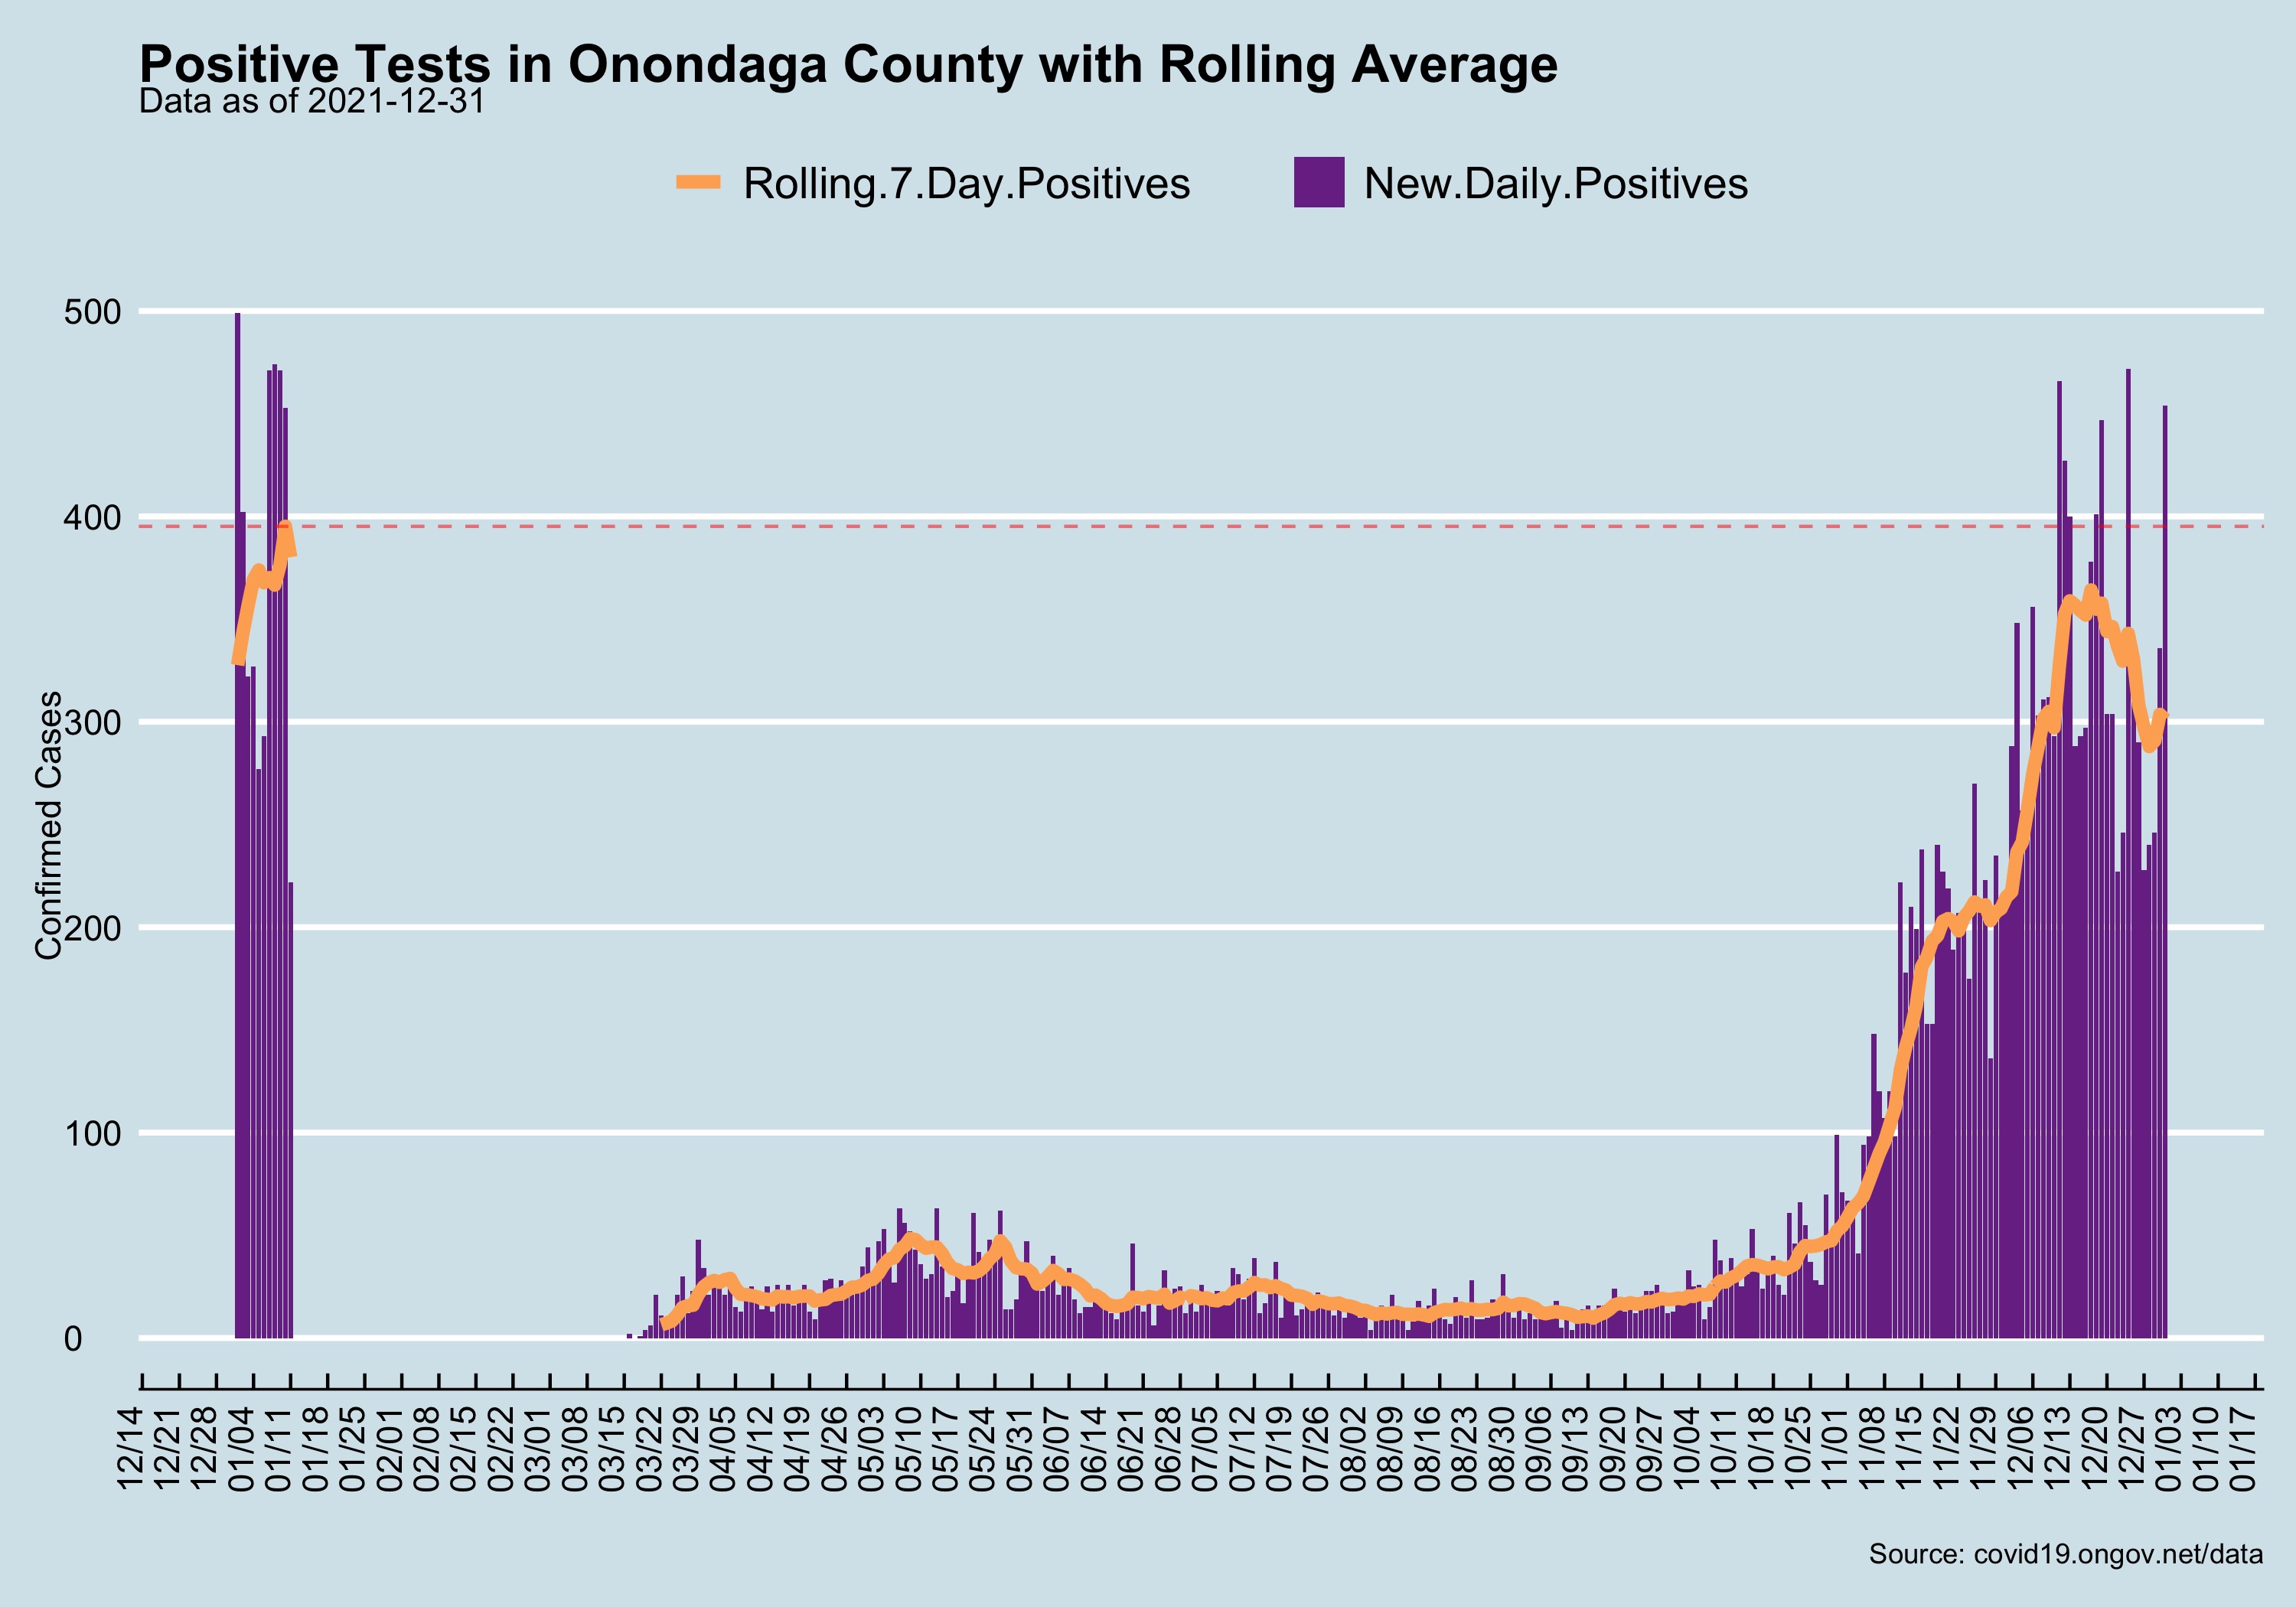 Positive Tests in Onondaga County with Rolling Average
Data as of 2021-12-31
Rolling.7.Day.Positives New.Daily.Positives
500
400
300
200
100
0
Confirmed Cases
12/14 12/21 12/28 01/04 01/11 01/18 01/25 02/01 02/08 02/15 02/22 03/01 03/08 03/15 03/22 03/29 04/05 04/12 04/19 04/26 05/03 05/10 05/17 05/24 05/31 06/07 06/14 06/21 06/28 07/05 07/12 07/19 07/26 08/02 08/09 08/16 08/23 08/30 09/06 09/13 09/20 09/27 10/04 10/11 10/18 10/25 11/01 11/08 11/15 11/22 11/29 12/06 12/13 12/20 12/27 01/03 01/10 01/17
Source: covid19.ongov.net/data